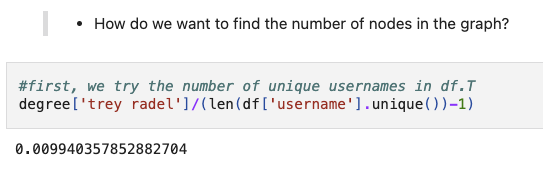 • How do we want to find the number of nodes in the graph?
#first, we try the number of unique usernames in df.T
degree['trey radel']/(len(df['username'].unique())-1)
0.009940357852882704